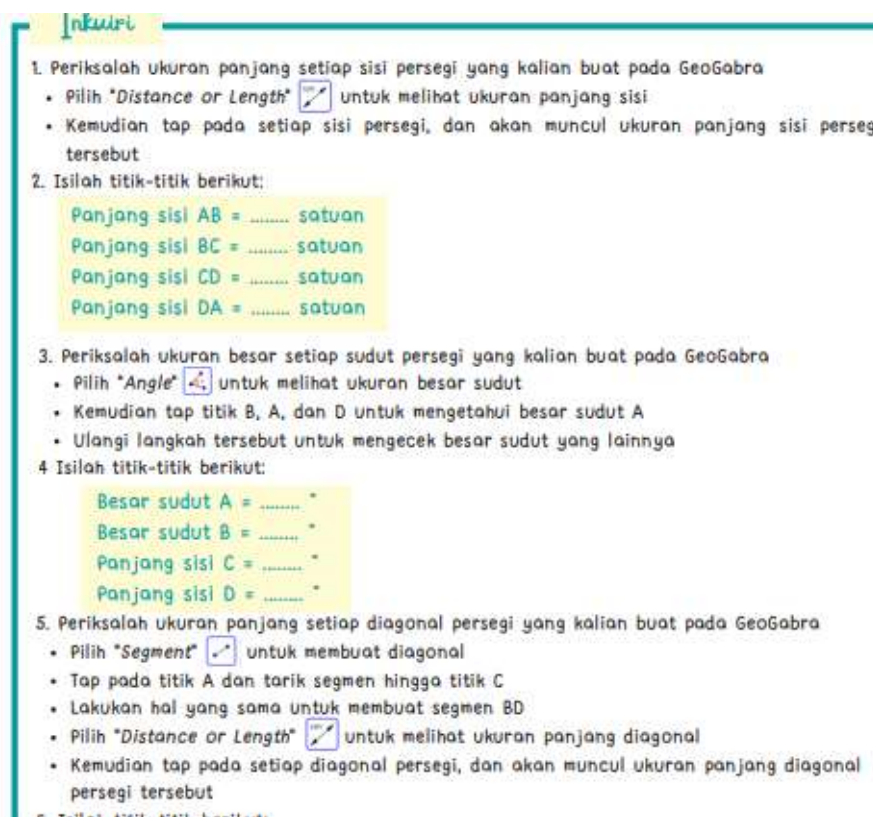 Inkuiri
1. Periksalah ukuran panjang setiap sisi persegi yang kalian buat pada GeoGabra
• Pilih "Distance or Length" untuk melihat ukuran panjang sisi
• Kemudian tap pada setiap sisi persegi, dan akan muncul ukuran panjang sisi perseg
tersebut
2. Isilah titik-titik berikut:
Panjang sisi AB = ........ satuan
Panjang sisi BC = ........ satuan
Panjang sisi CD = ........ satuan
Panjang sisi DA = ........ satuan
3. Periksalah ukuran besar setiap sudut persegi yang kalian buat pada GeoGabra
• Pilih "Angle" untuk melihat ukuran besar sudut
• Kemudian tap titik B, A, dan D untuk mengetahui besar sudut A
• Ulangi langkah tersebut untuk mengecek besar sudut yang lainnya
4 Isilah titik-titik berikut:
Besar sudut A = ........ °
Besar sudut B = ........ °
Panjang sisi C = ........ °
Panjang sisi D = ........ °
5. Periksalah ukuran panjang setiap diagonal persegi yang kalian buat pada GeoGabra
• Pilih "Segment" untuk membuat diagonal
• Tap pada titik A dan tarik segmen hingga titik C
• Lakukan hal yang sama untuk membuat segmen BD
• Pilih "Distance or Length" untuk melihat ukuran panjang diagonal
• Kemudian tap pada setiap diagonal persegi, dan akan muncul ukuran panjang diagonal
persegi tersebut